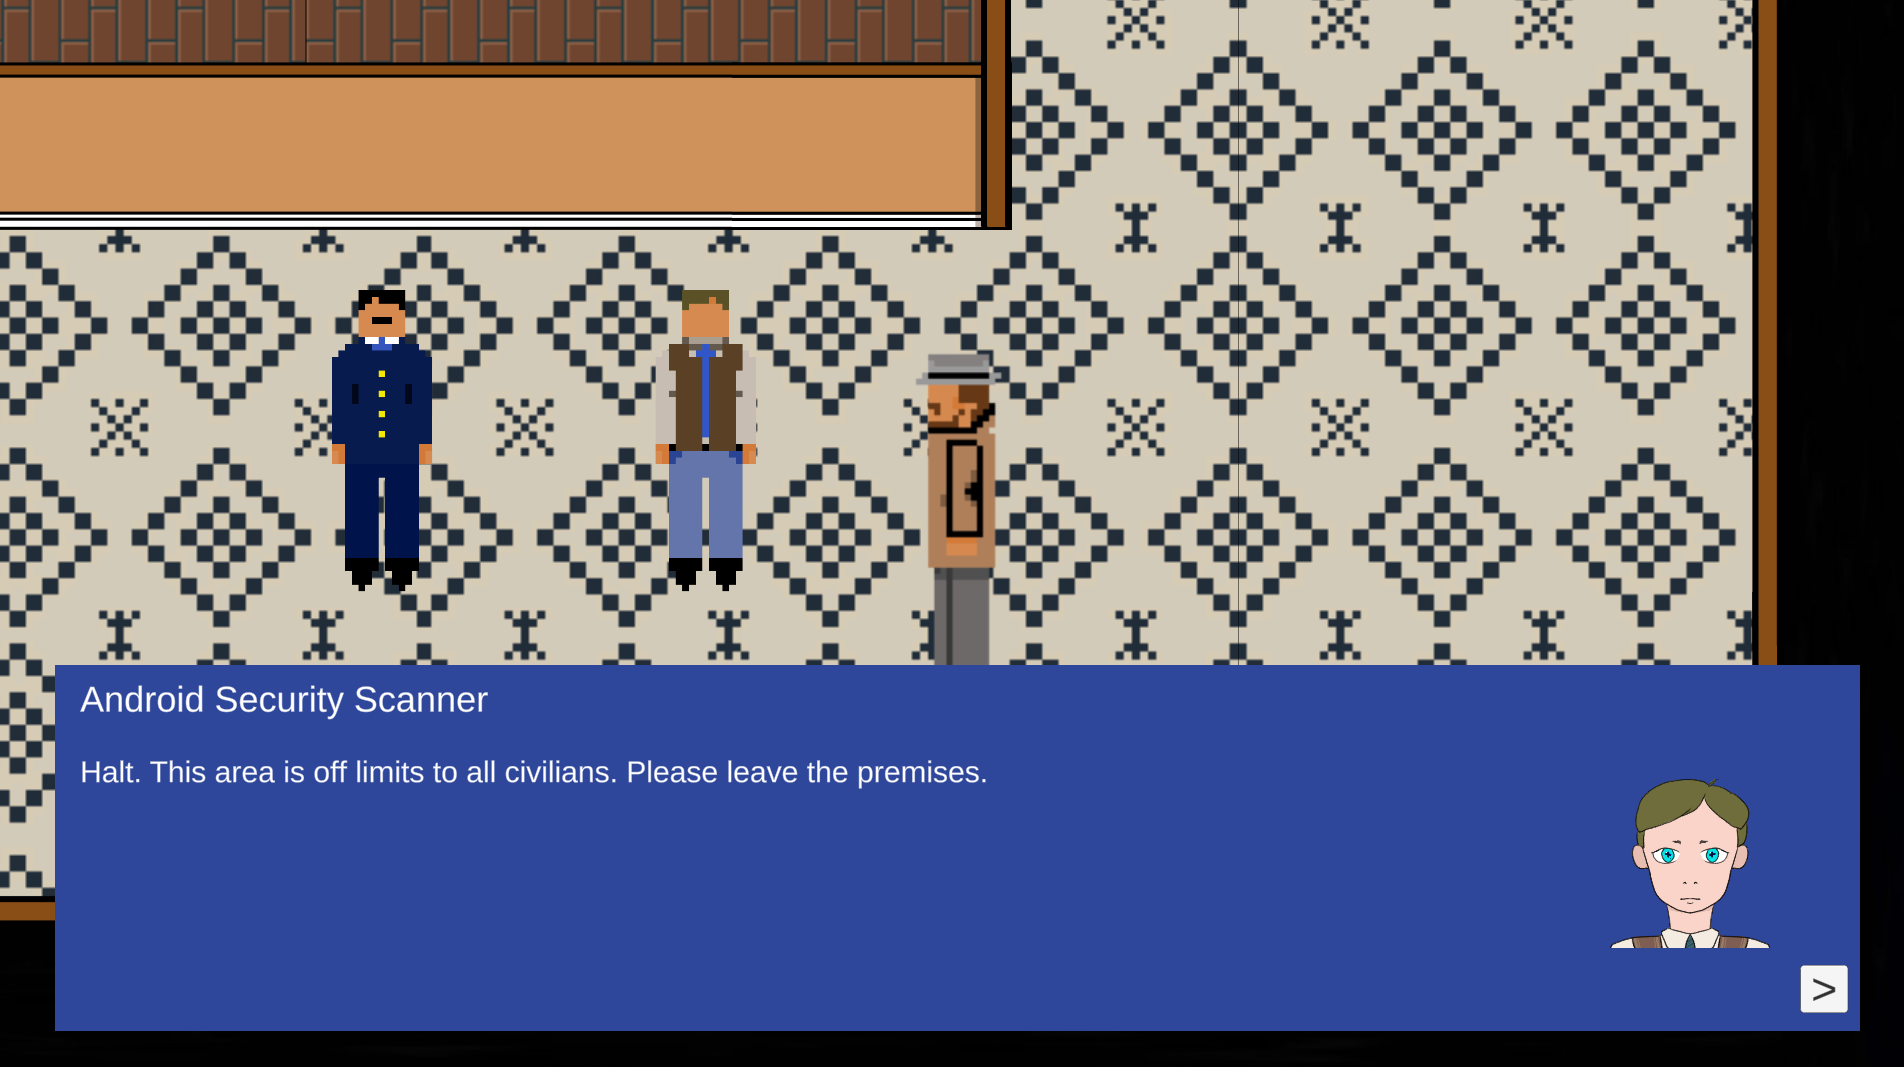 Android Security Scanner
Halt. This area is off limits to all civilians. Please leave the premises.
>